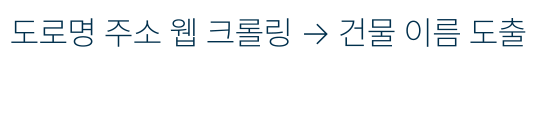 도로명 주소 웹 크롤링 → 건물 이름 도출